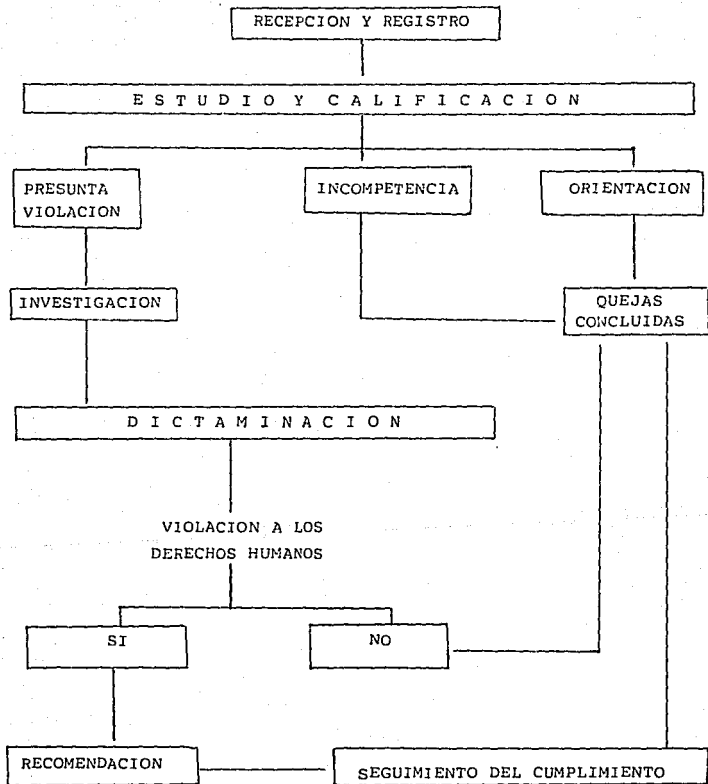 RECEPCION Y REGISTRO
E S T U D I O Y C A L I F I C A C I O N
PRESUNTA
VIOLACION
INCOMPETENCIA
ORIENTACION
INVESTIGACION
QUEJAS
CONCLUIDAS
D I C T A M I N A C I O N
VIOLACION A LOS
DERECHOS HUMANOS
SI
NO
RECOMENDACION
SEGUIMIENTO DEL CUMPLIMIENTO